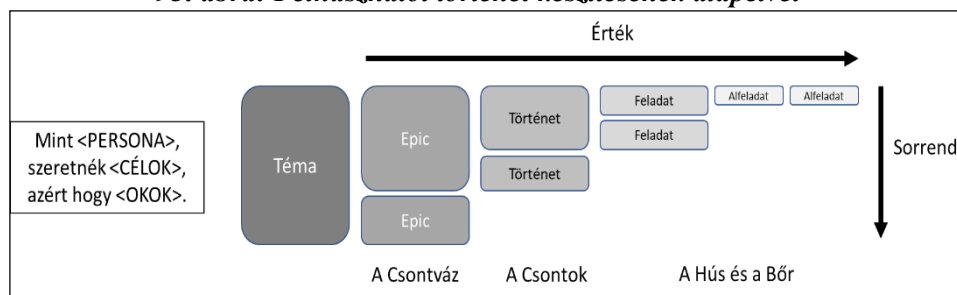 Érték
Mint <PERSONA>,
szeretnék <CÉLOK>,
azért hogy <OKOK>.
Téma
Epic
Epic
Történet
Történet
Feladat
Feladat
Alfeladat
Alfeladat
Sorrend
A Csontváz
A Csontok
A Hús és a Bőr